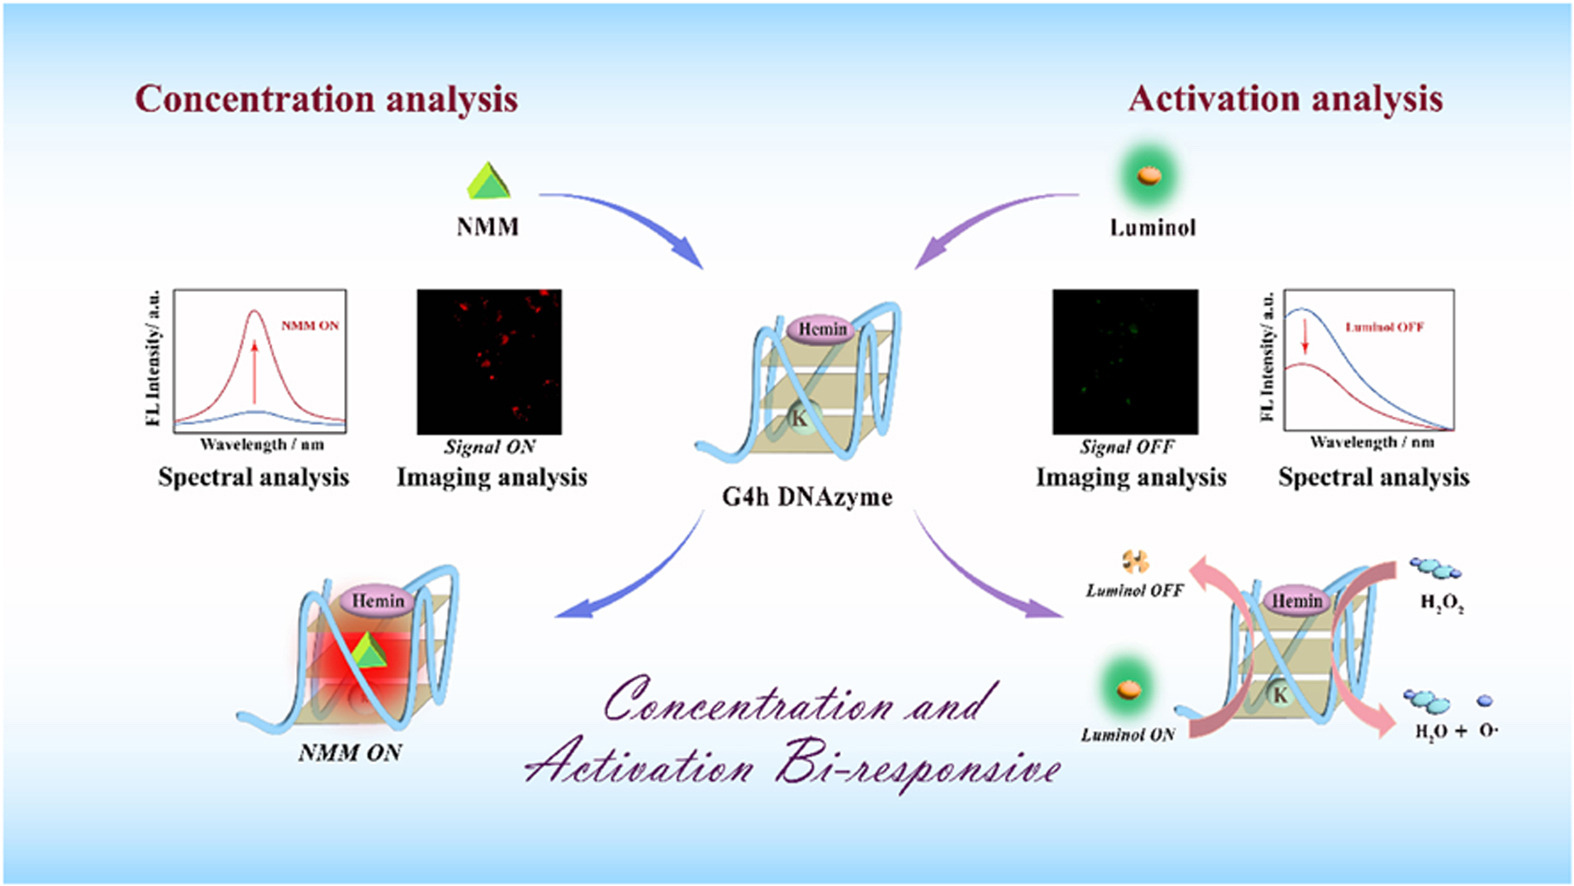 Concentration analysis
Activation analysis
NMM
Luminol
FL Intensity/ a.u.
NMM ON
Wavelength / nm
Spectral analysis
Signal ON
Imaging analysis
Hemin
K
G4h DNAzyme
Signal OFF
Imaging analysis
FL Intensity/ a.u.
Luminol OFF
Wavelength / nm
Spectral analysis
Hemin
NMM ON
Luminol OFF
Luminol ON
Hemin
K
H₂O₂
H₂O + O·
Concentration and
Activation Bi-responsive